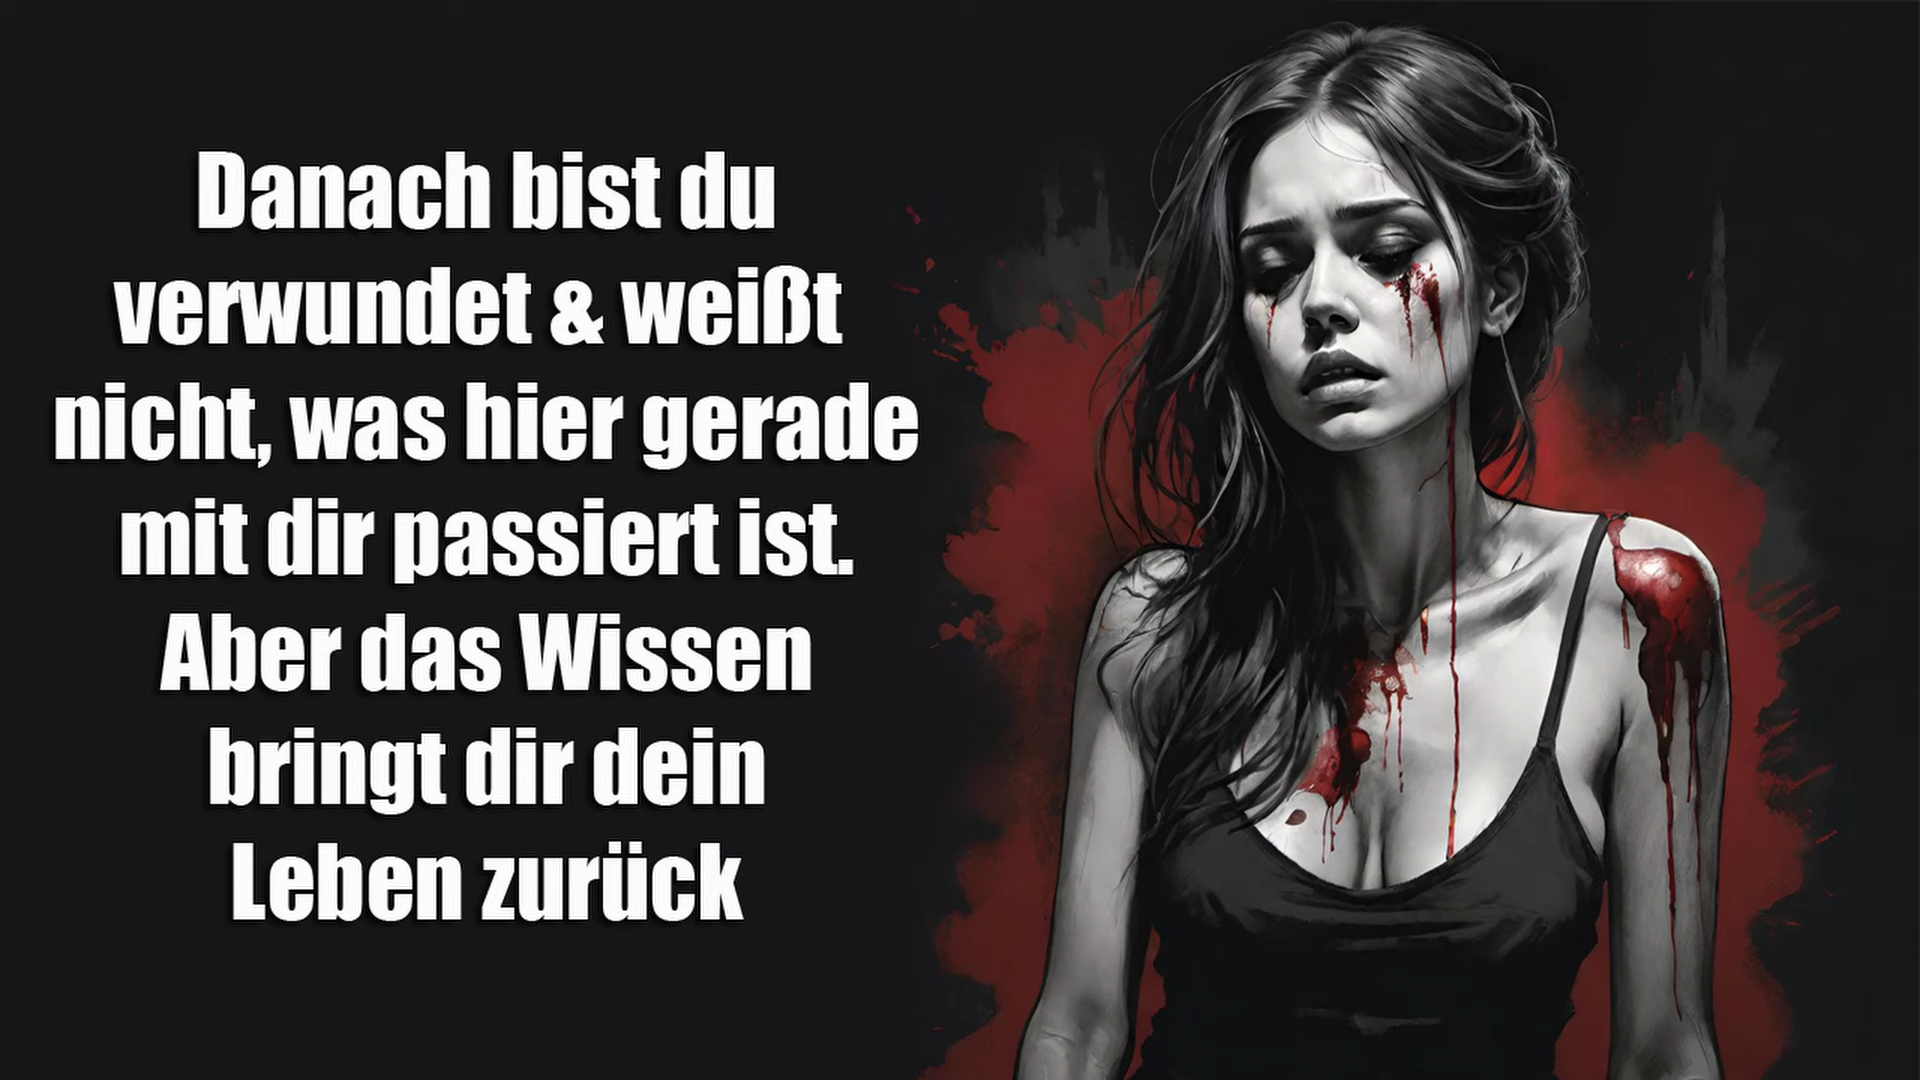 Danach bist du
verwundet & weißt
nicht, was hier gerade
mit dir passiert ist.
Aber das Wissen
bringt dir dein
Leben zurück